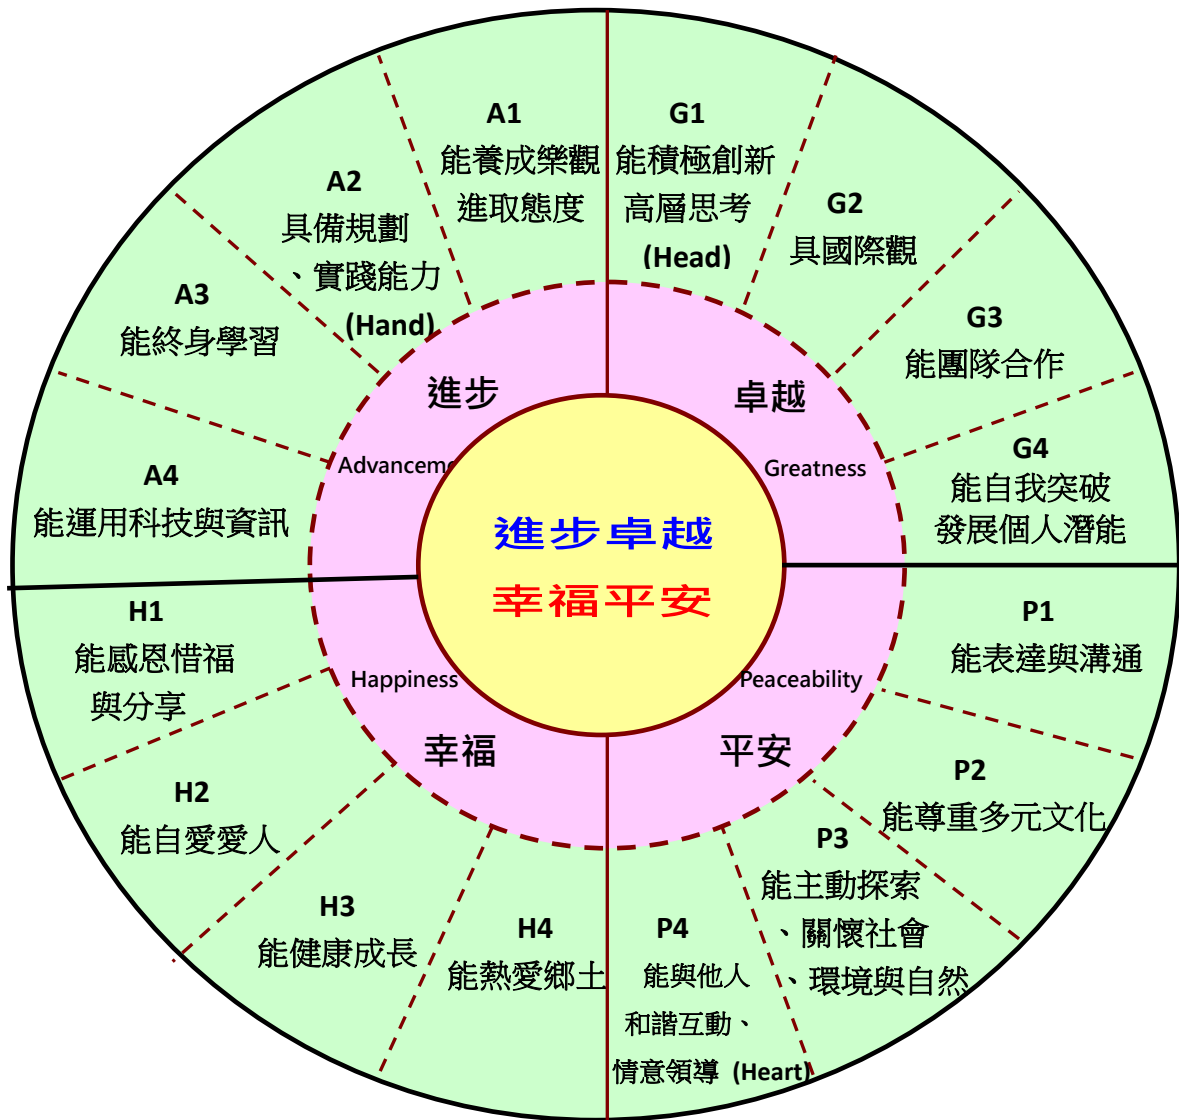 A1
能養成樂觀
進取態度
G1
能積極創新
高層思考
(Head)
A2
具備規劃
、實踐能力
(Hand)
G2
具國際觀
A3
能終身學習
G3
能團隊合作
A4
能運用科技與資訊
G4
能自我突破
發展個人潛能
進步
Advanceme
卓越
Greatness
進步卓越
幸福平安
Happiness
幸福
Peaceability
平安
H1
能感恩惜福
與分享
P1
能表達與溝通
H2
能自愛愛人
P2
能尊重多元文化
H3
能健康成長
P3
能主動探索
、關懷社會
、環境與自然
H4
能熱愛鄉土
P4
能與他人
和諧互動、
情意領導 (Heart)